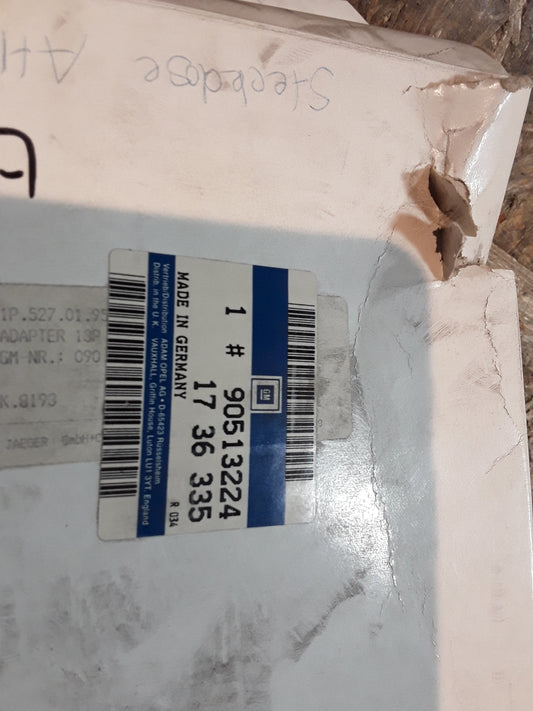 Steckdose
GM
1 # 90513224
17 36 335
MADE IN GERMANY
R 034
Vertrieb/Distribution ADAM OPEL AG • D-65423 Rüsselsheim
Distrib. in the U.K. VAUXHALL, Griffin House, Luton LU1 3YT England
1P.527.01.95
ADAPTER 13P
GM-NR.: 090
K.8193
JAEGER GmbH+C